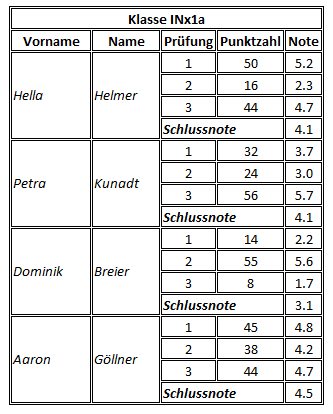 Klasse INx1a
Vorname Name Prüfung Punktzahl Note
Hella Helmer 1 50 5.2
2 16 2.3
3 44 4.7
Schlussnote 4.1
Petra Kunadt 1 32 3.7
2 24 3.0
3 56 5.7
Schlussnote 4.1
Dominik Breier 1 14 2.2
2 55 5.6
3 8 1.7
Schlussnote 3.1
Aaron Göllner 1 45 4.8
2 38 4.2
3 44 4.7
Schlussnote 4.5